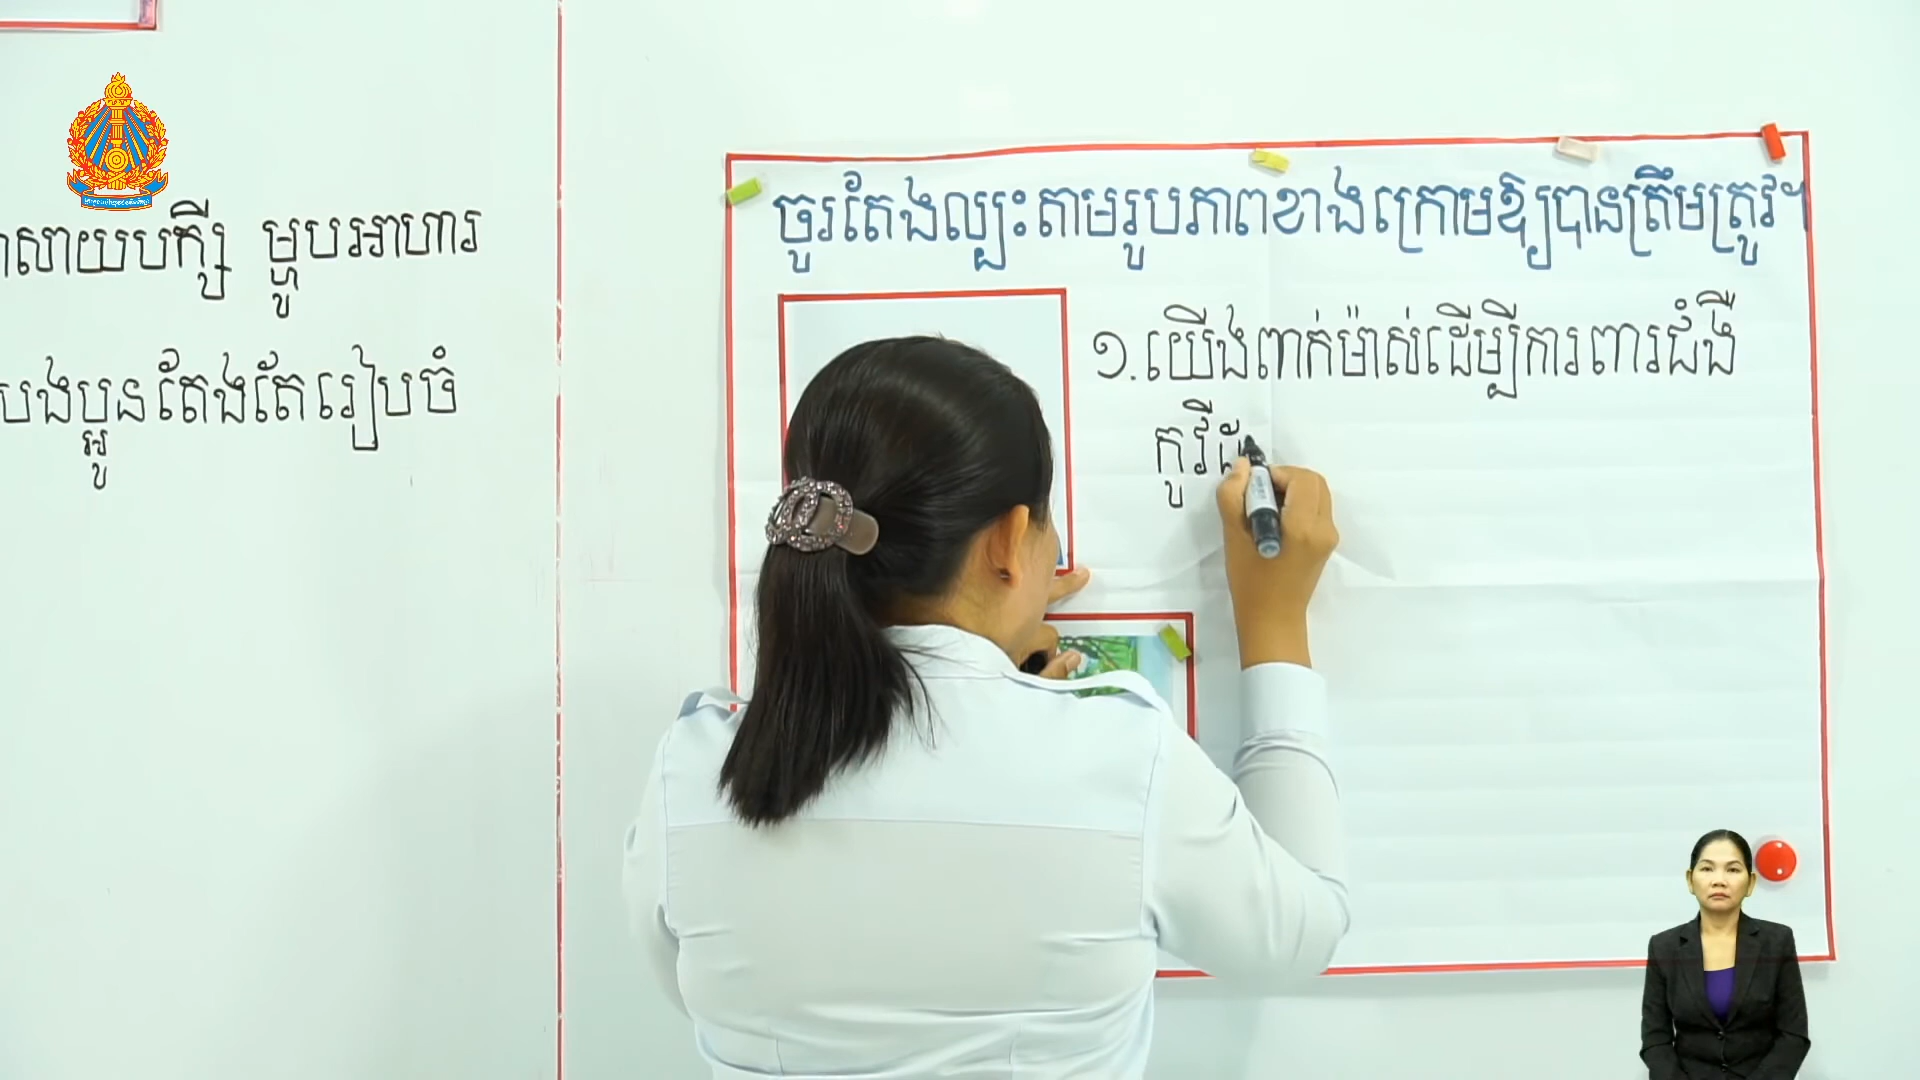 សាយបក្សី ម្ហូបអាហារ
បងប្អូនតែងតែរៀបចំ
ចូរតែងល្បះតាមរូបភាពខាងក្រោមឱ្យបានត្រឹមត្រូវ។
១.យើងពាក់ម៉ាស់ដើម្បីការពារជំងឺ
កូវីដ